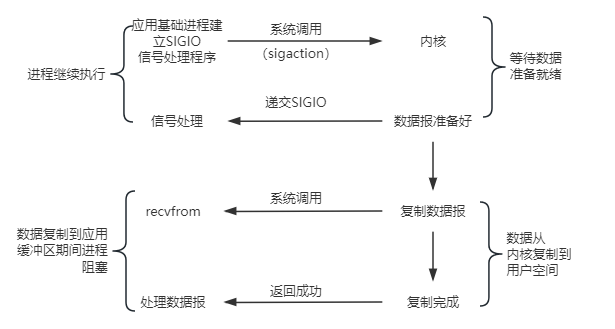 应用基础进程建
立SIGIO
信号处理程序
系统调用
(sigaction)
内核
等待数据
准备就绪
进程继续执行
信号处理
递交SIGIO
数据报准备好
recvfrom
系统调用
复制数据报
数据复制到应用
缓冲区期间进程
阻塞
数据从
内核复制到
用户空间
处理数据报
返回成功
复制完成